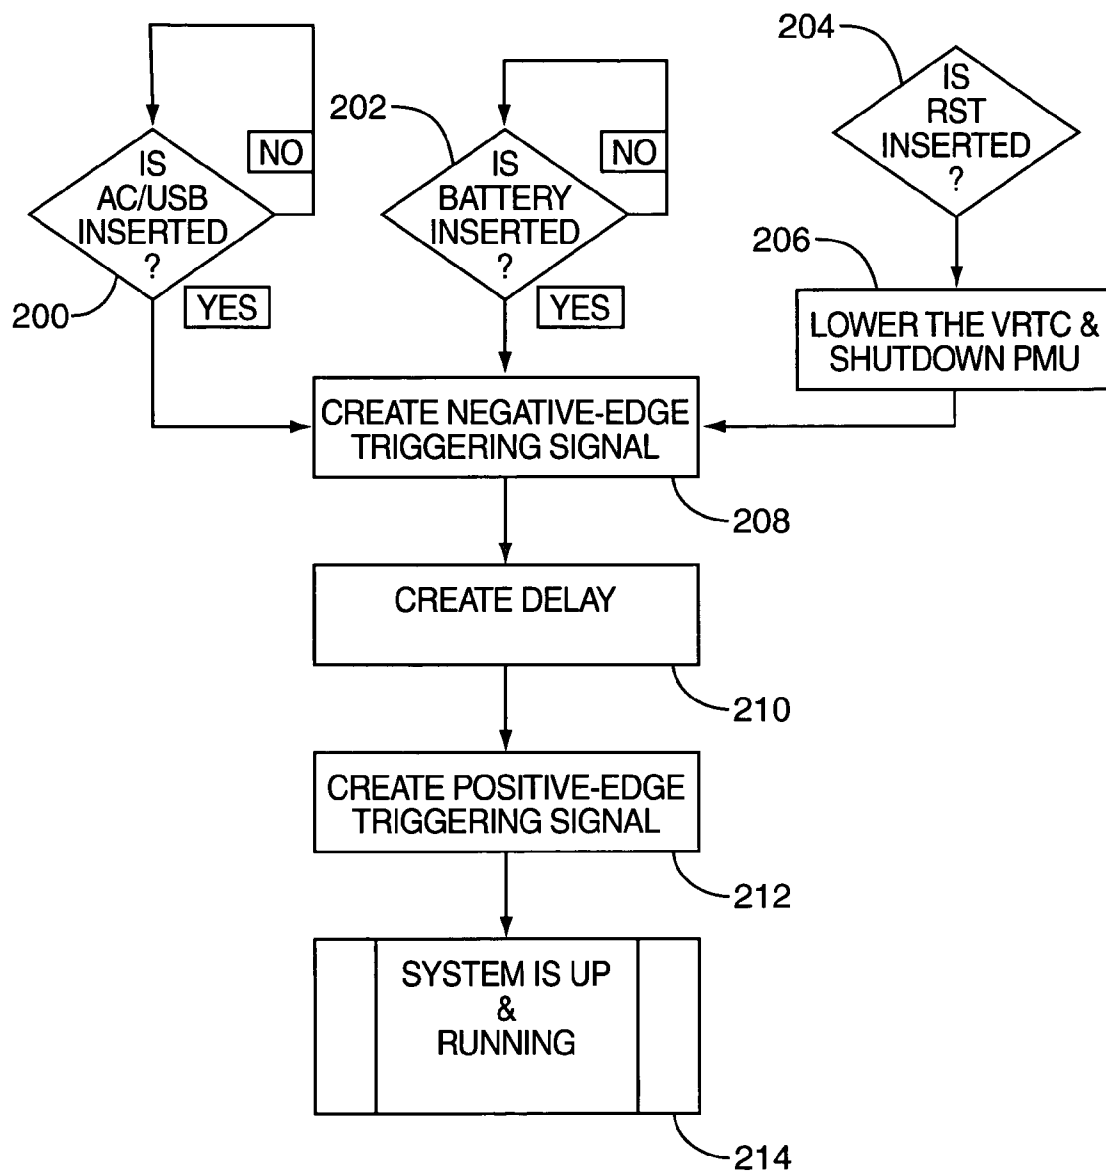 204
IS
RST
INSERTED
?
202
NO
NO
IS
AC/USB
INSERTED
?
IS
BATTERY
INSERTED
?
206
200
YES
YES
LOWER THE VRTC &
SHUTDOWN PMU
CREATE NEGATIVE-EDGE
TRIGGERING SIGNAL
208
CREATE DELAY
210
CREATE POSITIVE-EDGE
TRIGGERING SIGNAL
212
SYSTEM IS UP
&
RUNNING
214